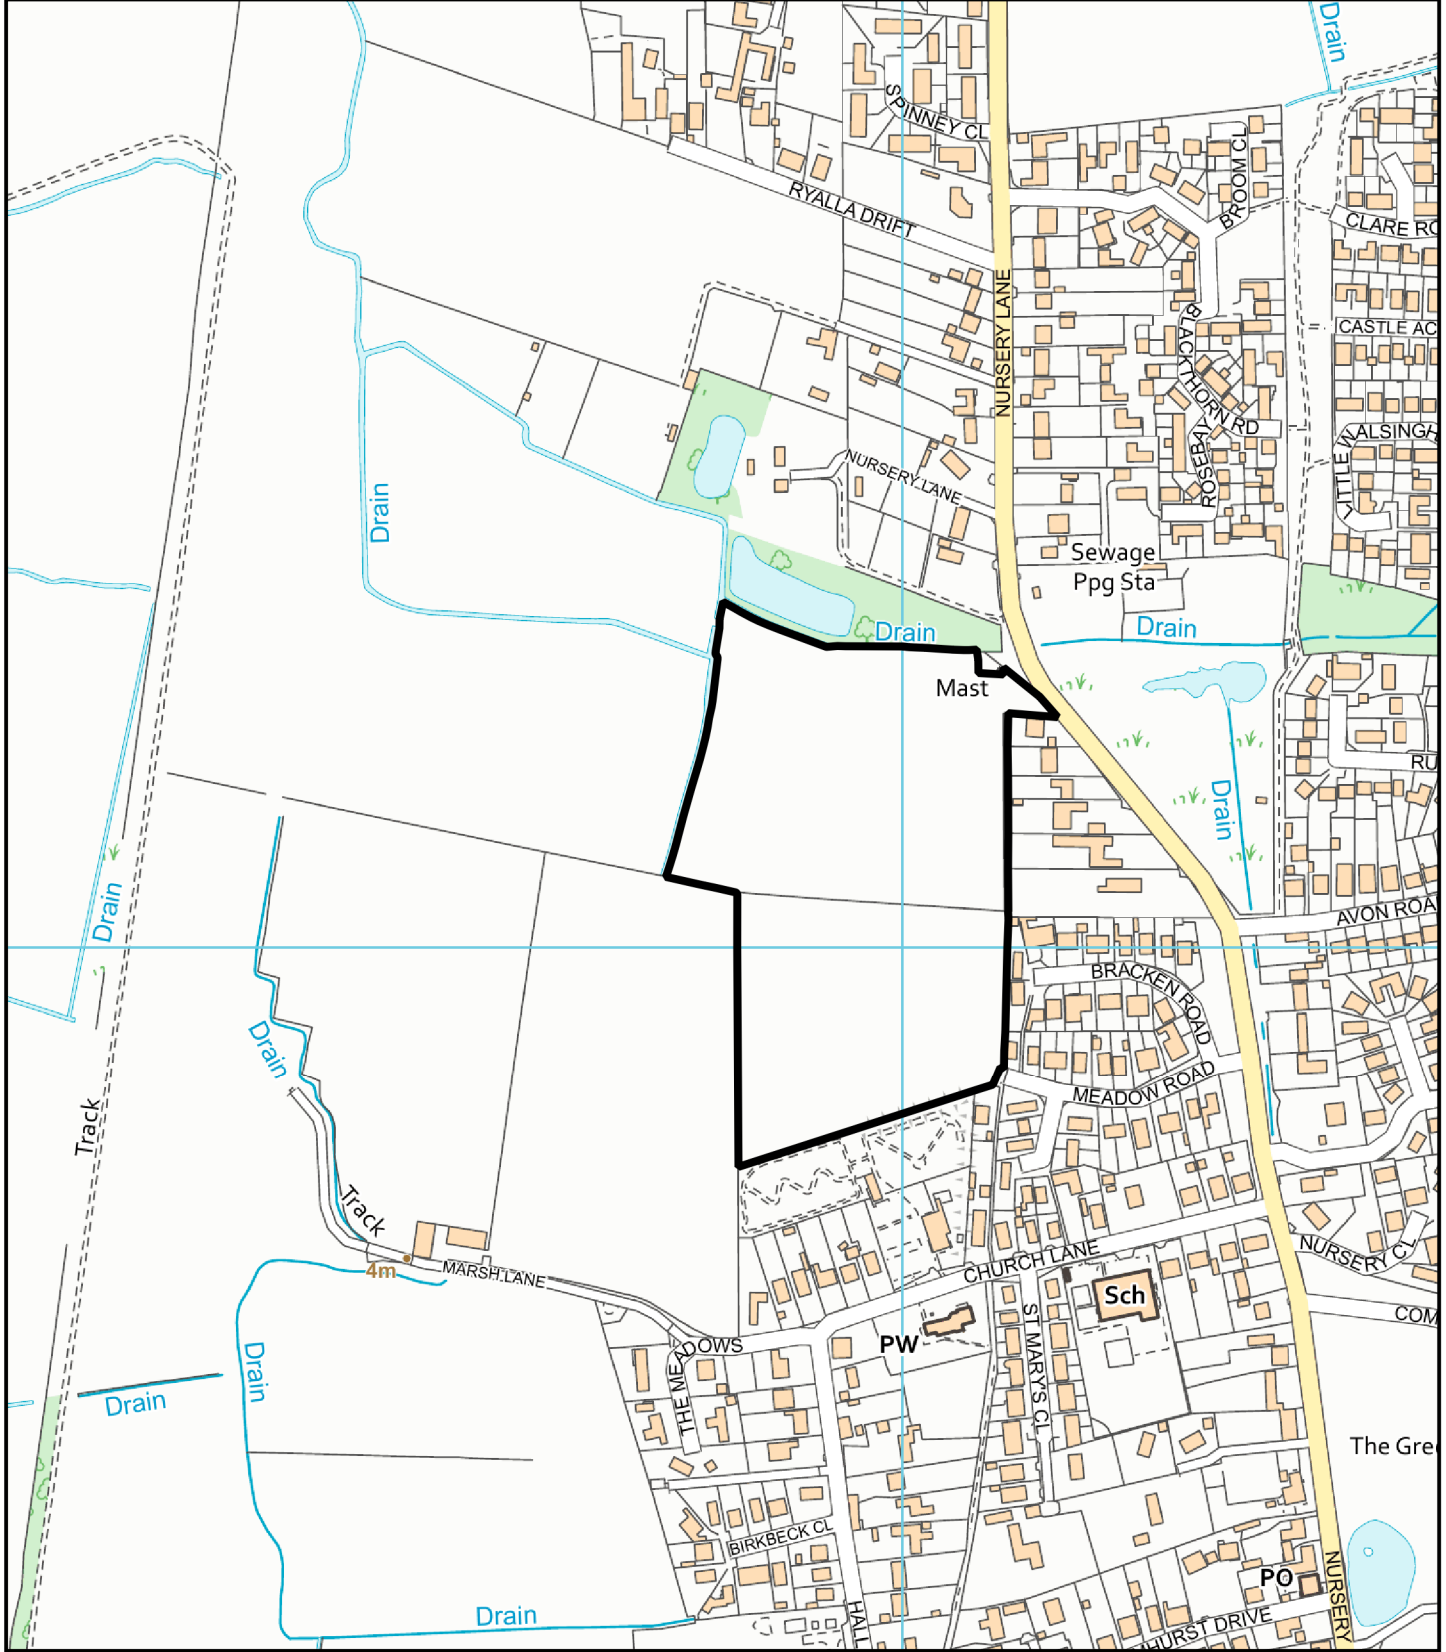 Drain
SPINNEY CL
BROOM CL
RYALLA DRIFT
CLARE RO
NURSERY LANE
CASTLE AC
BLACKTHORN RD
LITTLE WALSINGH
ROSEBAY
NURSERY LANE
Drain
Sewage
Ppg Sta
Drain
Drain
Mast
RU
Drain
Drain
AVON ROA
BRACKEN ROAD
Drain
MEADOW ROAD
Track
Track
CHURCH LANE
NURSERY CL
4m
MARSH LANE
Sch
COM
PW
THE MEADOWS
ST MARY'S CL
Drain
Drain
The Gree
BIRKBECK CL
PO
NURSERY
Drain
HALL
HURST DRIVE